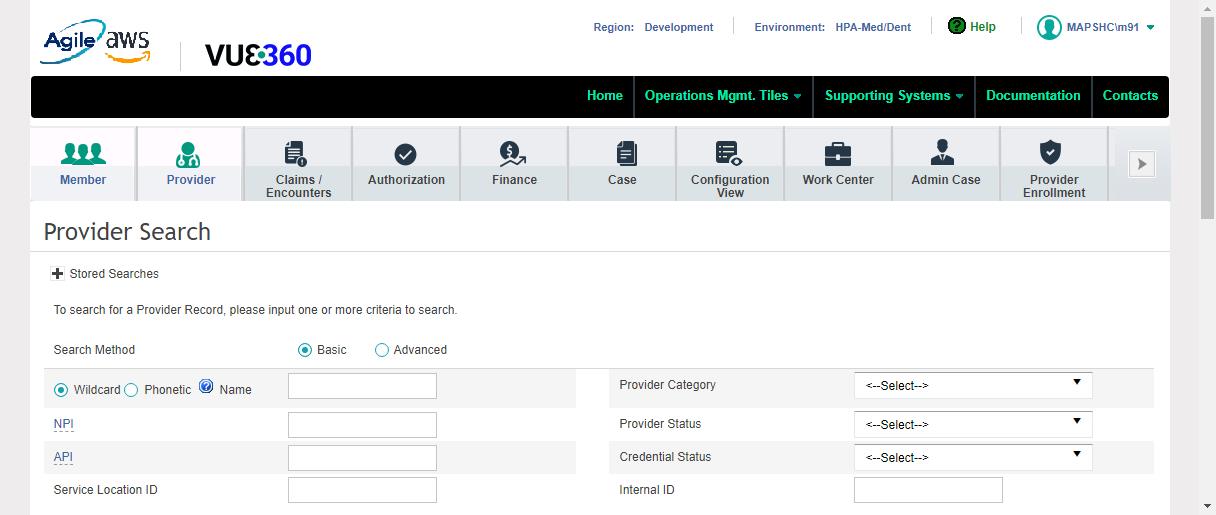 Agile aws
VUE360
Region: Development
Environment: HPA-Med/Dent
? Help
MAPSHC\m91
Home
Operations Mgmt. Tiles
Supporting Systems
Documentation
Contacts
Member
Provider
Claims /
Encounters
Authorization
Finance
Case
Configuration
View
Work Center
Admin Case
Provider
Enrollment
Provider Search
Stored Searches
To search for a Provider Record, please input one or more criteria to search.
Search Method
Basic
Advanced
Wildcard Phonetic ? Name
Provider Category
<--Select-->
NPI
Provider Status
<--Select-->
API
Credential Status
<--Select-->
Service Location ID
Internal ID